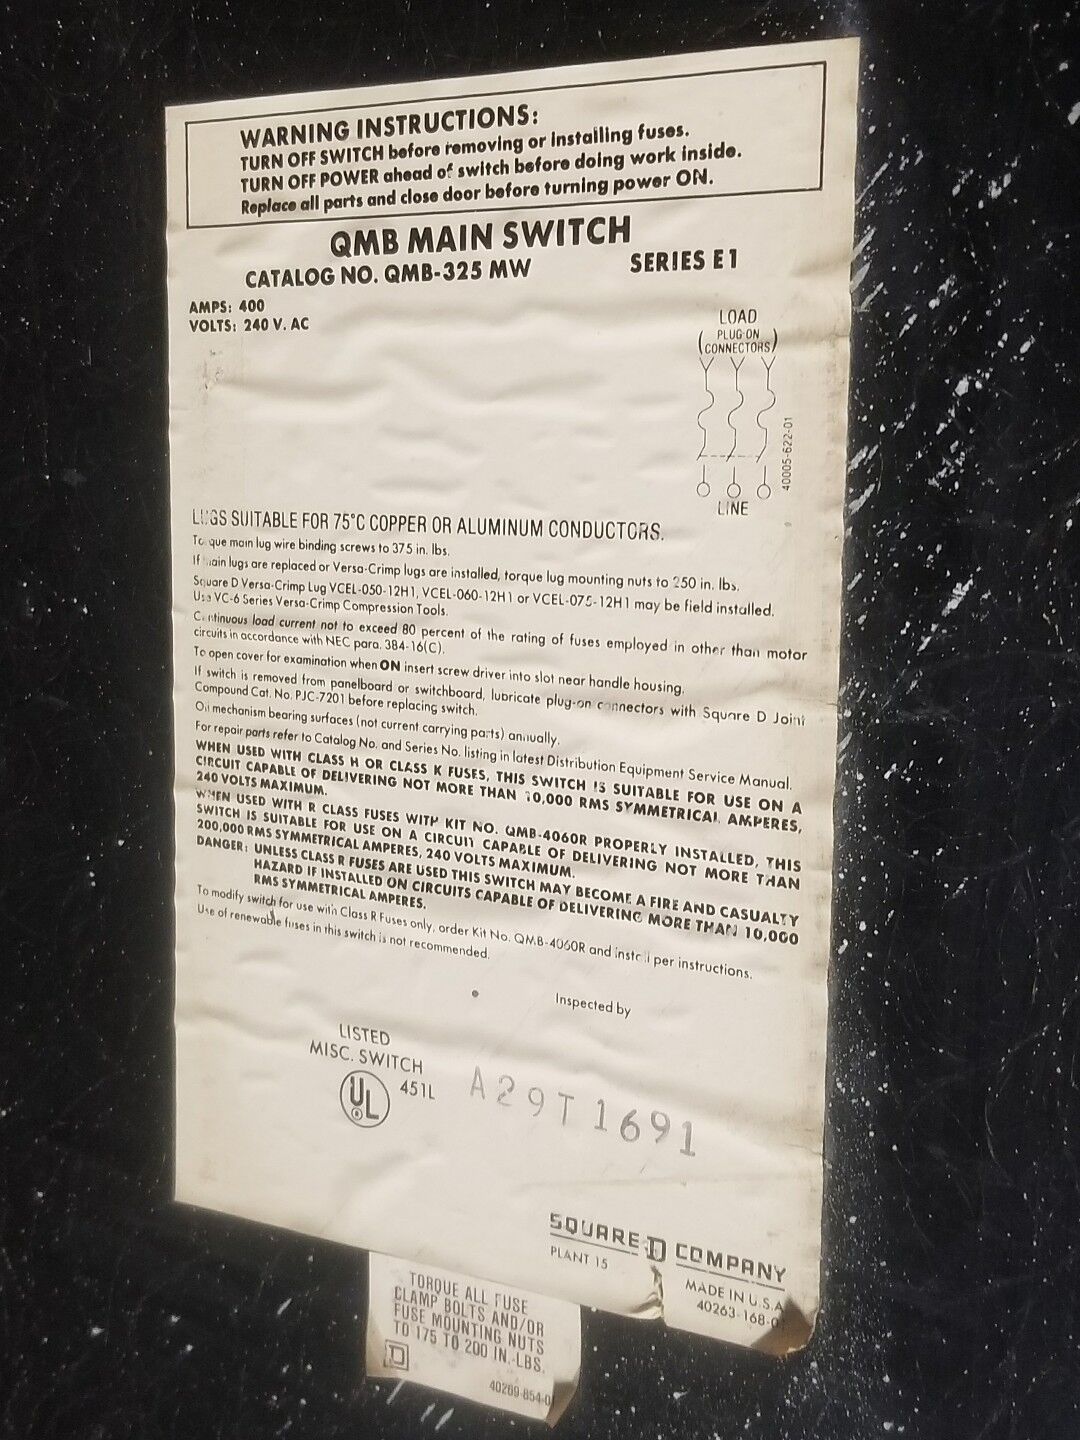 WARNING INSTRUCTIONS:
TURN OFF SWITCH before removing or installing fuses.
TURN OFF POWER ahead of switch before doing work inside.
Replace all parts and close door before turning power ON.
QMB MAIN SWITCH
CATALOG NO. QMB-325 MW SERIES E1
AMPS: 400
VOLTS: 240 V. AC
LOAD
(PLUG-ON
CONNECTORS)
40005-622-01
LINE
LUGS SUITABLE FOR 75°C COPPER OR ALUMINUM CONDUCTORS.
Torque main lug wire binding screws to 375 in. lbs.
If main lugs are replaced or Versa-Crimp lugs are installed, torque lug mounting nuts to 250 in. lbs.
Square D Versa-Crimp Lug VCEL-050-12H1, VCEL-060-12H1 or VCEL-075-12H1 may be field installed.
Use VC-6 Series Versa-Crimp Compression Tools.
Continuous load current not to exceed 80 percent of the rating of fuses employed in other than motor
circuits in accordance with NEC para. 384-16(C).
To open cover for examination when ON insert screw driver into slot near handle housing.
If switch is removed from panelboard or switchboard, lubricate plug-on connectors with Square D Joint
Compound Cat. No. PJC-7201 before replacing switch.
Oil mechanism bearing surfaces (not current carrying parts) annually.
For repair parts refer to Catalog No. and Series No. listing in latest Distribution Equipment Service Manual.
WHEN USED WITH CLASS H OR CLASS K FUSES, THIS SWITCH IS SUITABLE FOR USE ON A
CIRCUIT CAPABLE OF DELIVERING NOT MORE THAN 10,000 RMS SYMMETRICAL AMPERES,
240 VOLTS MAXIMUM.
WHEN USED WITH R CLASS FUSES WITH KIT NO. QMB-4060R PROPERLY INSTALLED, THIS
SWITCH IS SUITABLE FOR USE ON A CIRCUIT CAPABLE OF DELIVERING NOT MORE THAN
200,000 RMS SYMMETRICAL AMPERES, 240 VOLTS MAXIMUM.
DANGER: UNLESS CLASS R FUSES ARE USED THIS SWITCH MAY BECOME A FIRE AND CASUALTY
HAZARD IF INSTALLED ON CIRCUITS CAPABLE OF DELIVERING MORE THAN 10,000
RMS SYMMETRICAL AMPERES.
To modify switch for use with Class R Fuses only, order Kit No. QMB-4060R and install per instructions.
Use of renewable fuses in this switch is not recommended.
Inspected by
LISTED
MISC. SWITCH
UL 451L
®
A29T1691
SQUARE D COMPANY
PLANT 15
MADE IN U.S.A.
40263-168-0
TORQUE ALL FUSE
CLAMP BOLTS AND/OR
FUSE MOUNTING NUTS
TO 175 TO 200 IN.-LBS.
D
40269-854-0